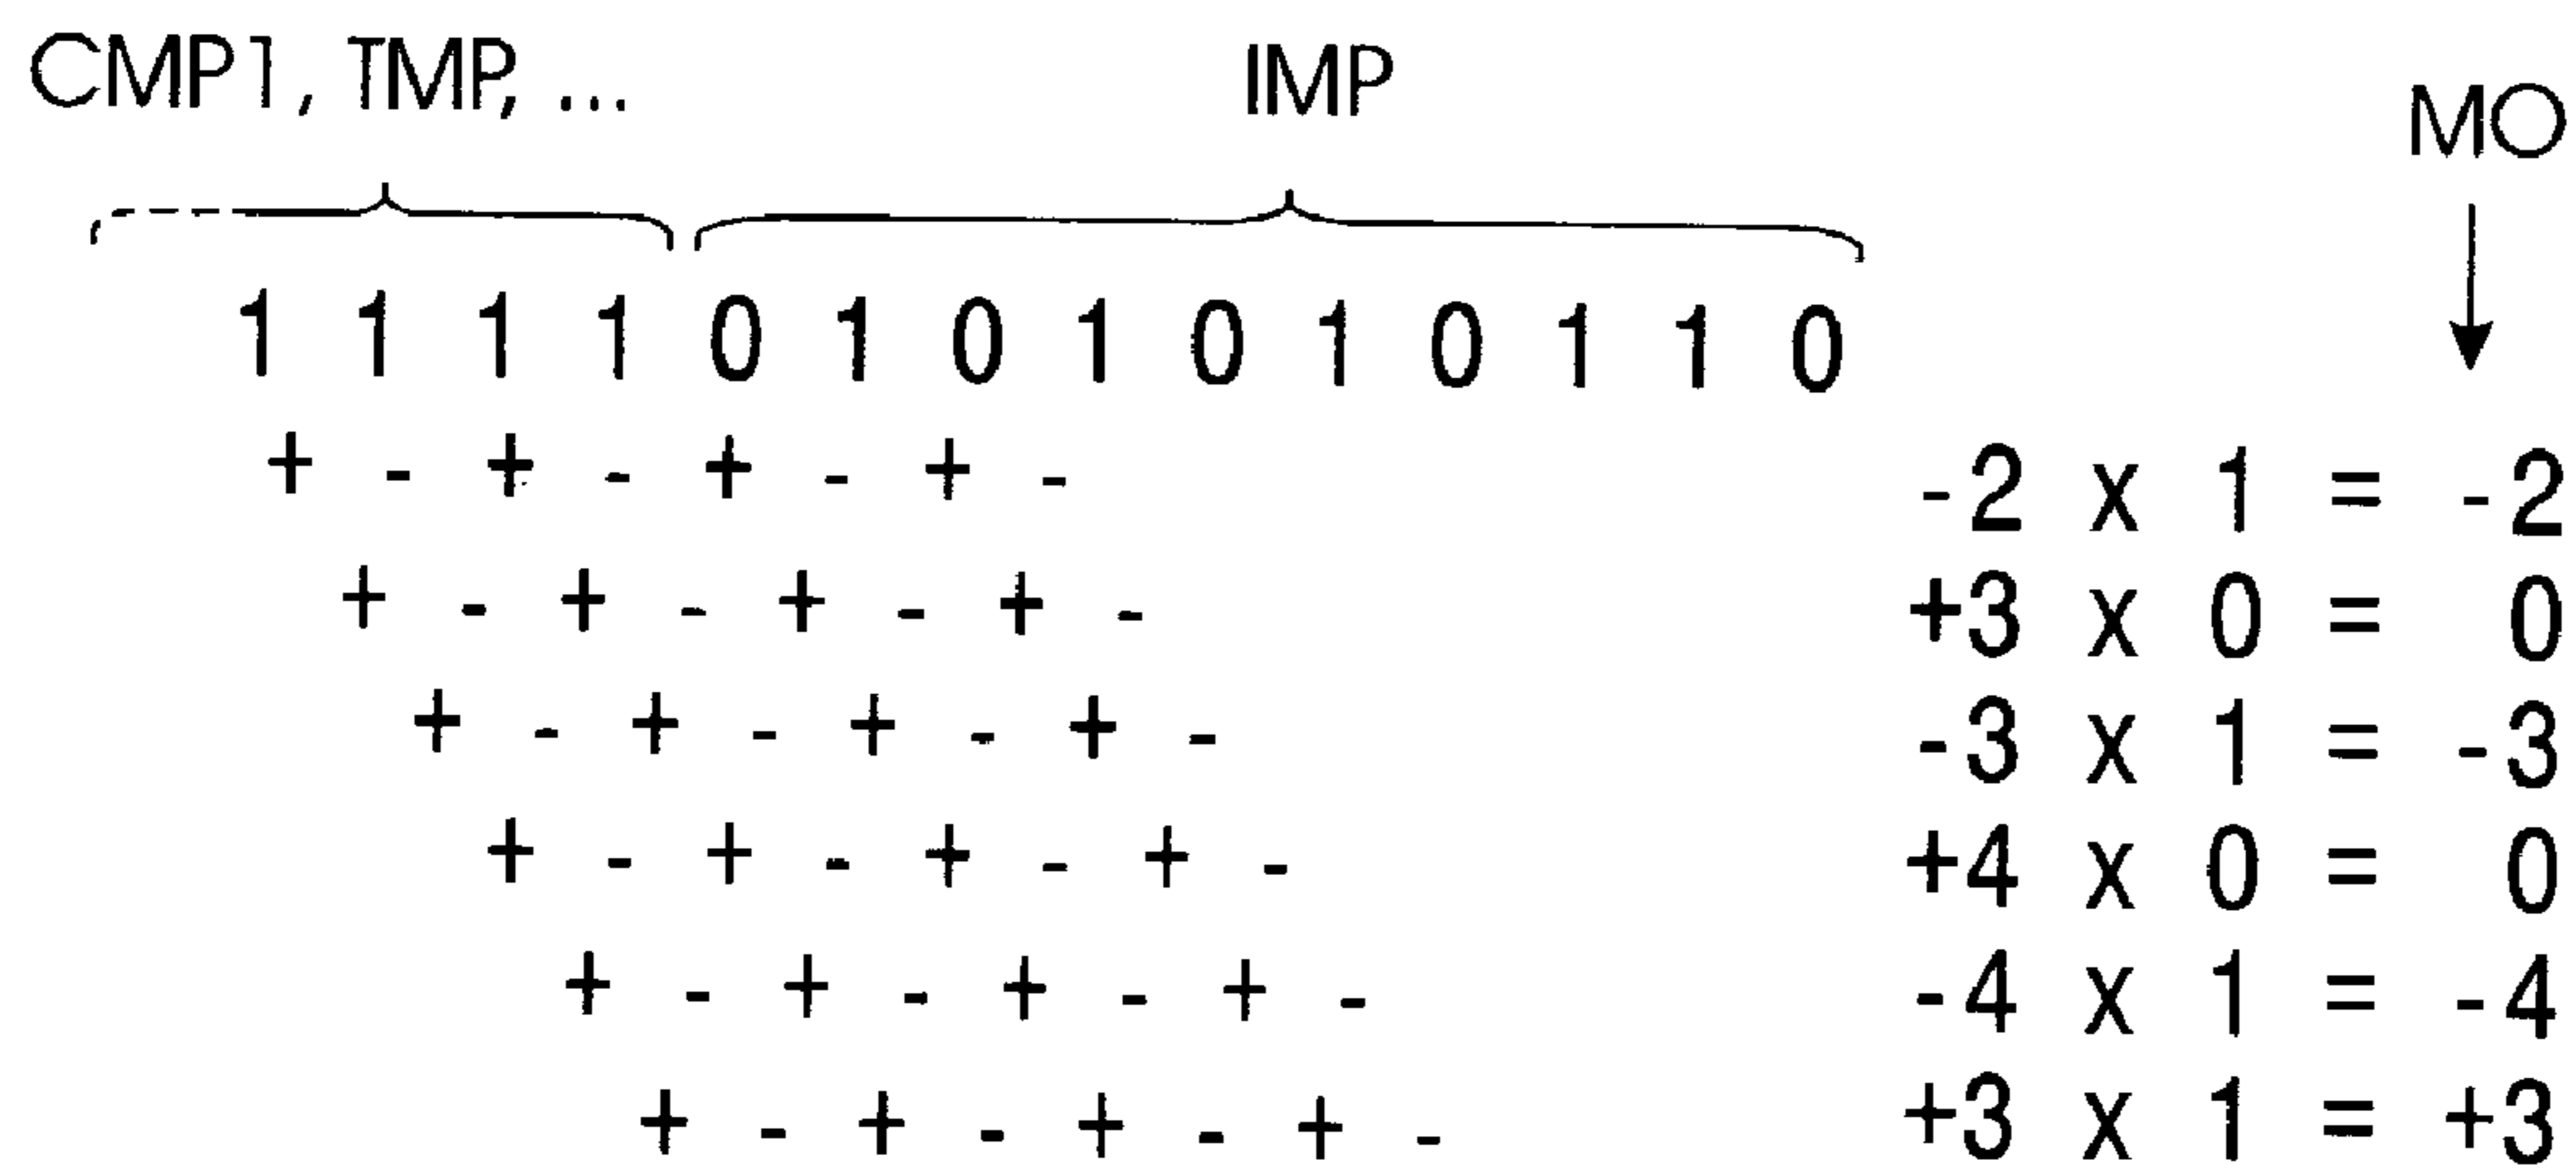 CMP1, TMP, ... IMP MO
1 1 1 1 0 1 0 1 0 1 0 1 1 0
+ - + - + - + - -2 x 1 = -2
+ - + - + - + - +3 x 0 = 0
+ - + - + - + - -3 x 1 = -3
+ - + - + - + - +4 x 0 = 0
+ - + - + - + - -4 x 1 = -4
+ - + - + - + - +3 x 1 = +3